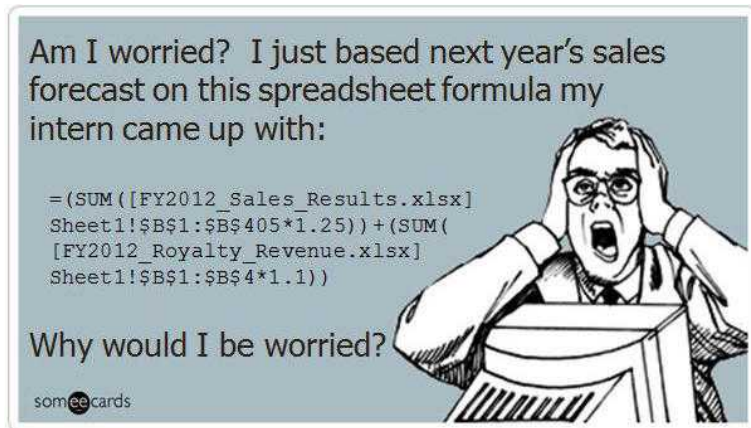 Am I worried? I just based next year's sales
forecast on this spreadsheet formula my
intern came up with:
=(SUM([FY2012_Sales_Results.xlsx]
Sheet1!$B$1:$B$405*1.25))+(SUM(
[FY2012_Royalty_Revenue.xlsx]
Sheet1!$B$1:$B$4*1.1))
Why would I be worried?
someecards